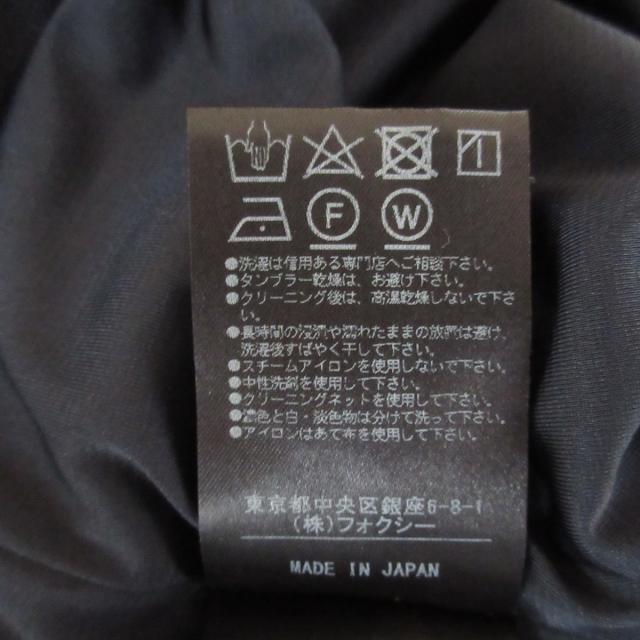 F W
●洗濯は信用ある専門店へご相談下さい。
●タンブラー乾燥は、お避け下さい。
●クリーニング後は、高温乾燥しないで下さ
い。
●長時間の浸漬や濡れたままの放置は避け、
洗濯後すばやく干して下さい。
●スチームアイロンを使用しないで下さい。
●中性洗剤を使用して下さい。
●クリーニングネットを使用して下さい。
●濃色と白・淡色物は分けて洗って下さい。
●アイロンはあて布を使用して下さい。
東京都中央区銀座6-8-1
(株)フォクシー
MADE IN JAPAN